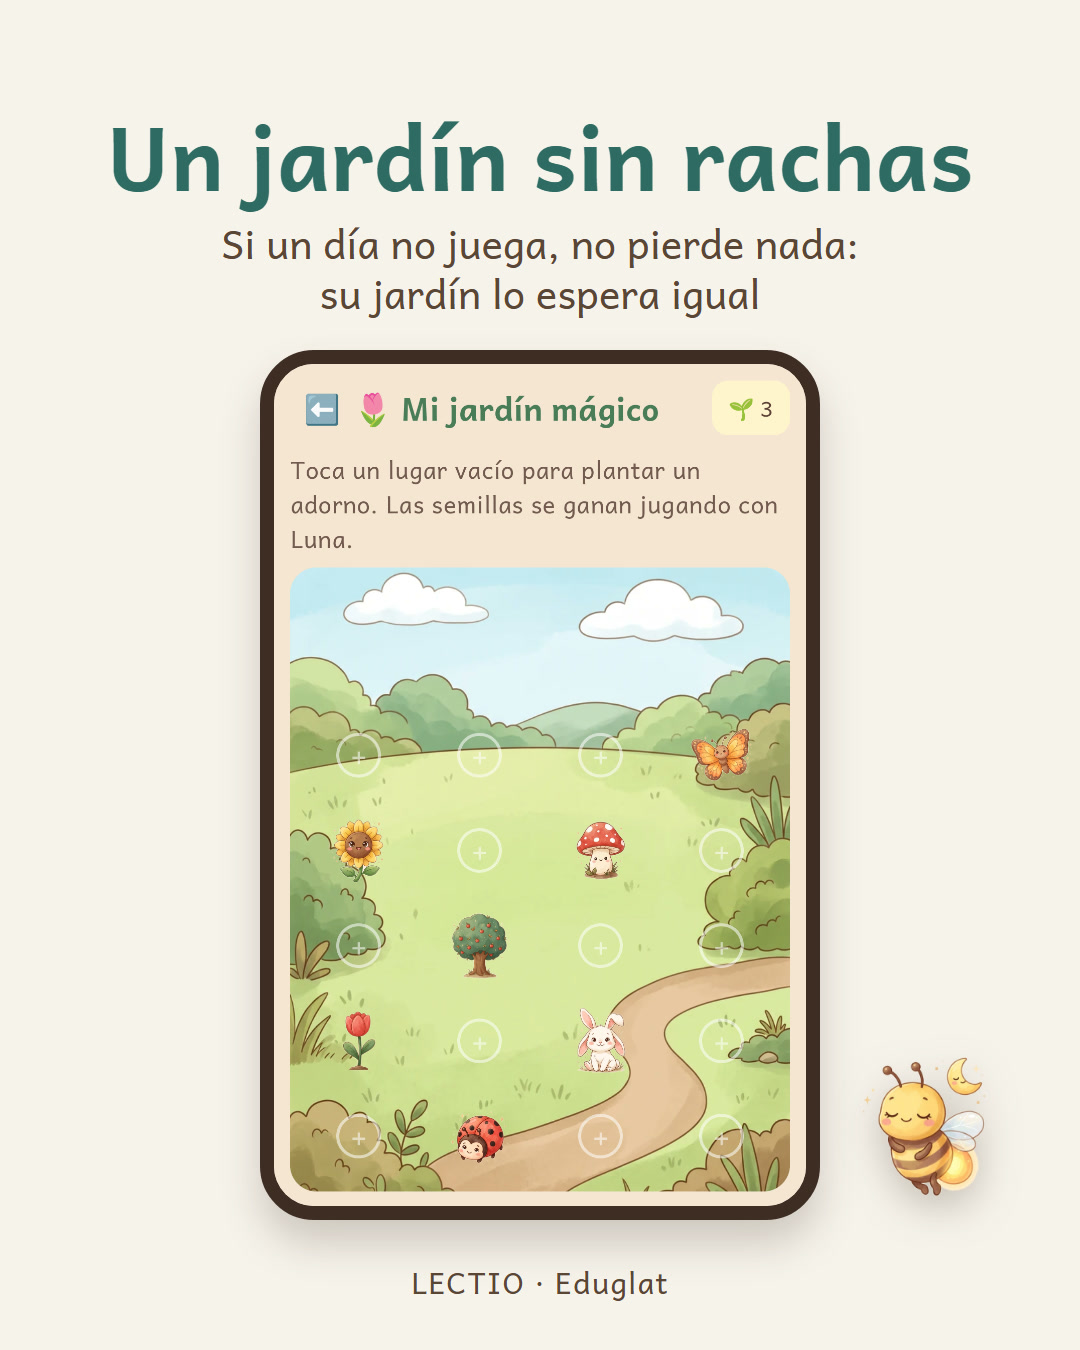 Un jardín sin rachas
Si un día no juega, no pierde nada:
su jardín lo espera igual
Mi jardín mágico
3
Toca un lugar vacío para plantar un
adorno. Las semillas se ganan jugando con
Luna.
LECTIO · Eduglat